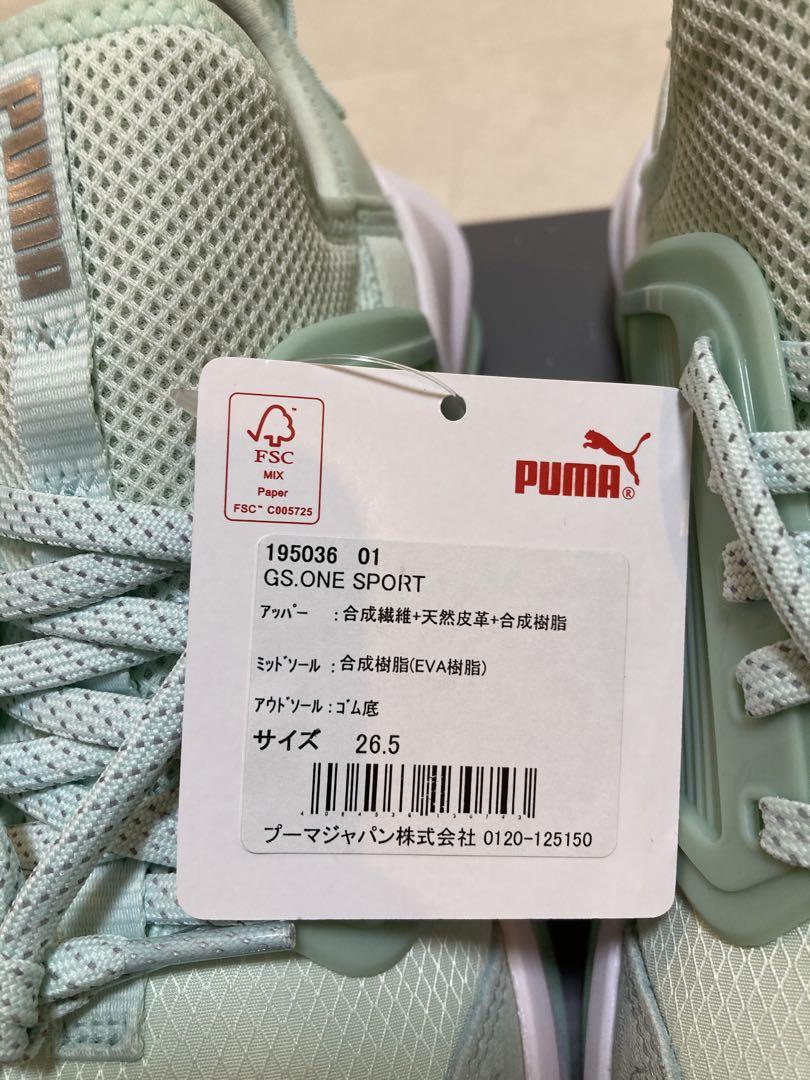 PUMA
FSC™
MIX
Paper
FSC™ C005725
PUMA®
195036 01
GS.ONE SPORT
アッパー :合成繊維+天然皮革+合成樹脂
ミッドソール:合成樹脂(EVA樹脂)
アウトソール:ゴム底
サイズ 26.5
プーマジャパン株式会社 0120-125150